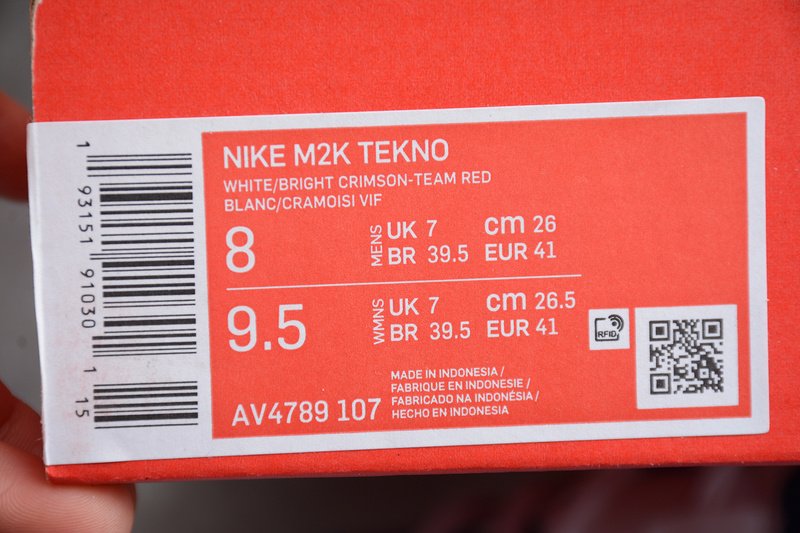 NIKE M2K TEKNO
WHITE/BRIGHT CRIMSON-TEAM RED
BLANC/CRAMOISI VIF
8 MENS UK 7 cm 26
BR 39.5 EUR 41
9.5 WMNS UK 7 cm 26.5
BR 39.5 EUR 41
RFID
AV4789 107
MADE IN INDONESIA /
FABRIQUE EN INDONESIE /
FABRICADO NA INDONÉSIA /
HECHO EN INDONESIA
1 93151 91030 1 15